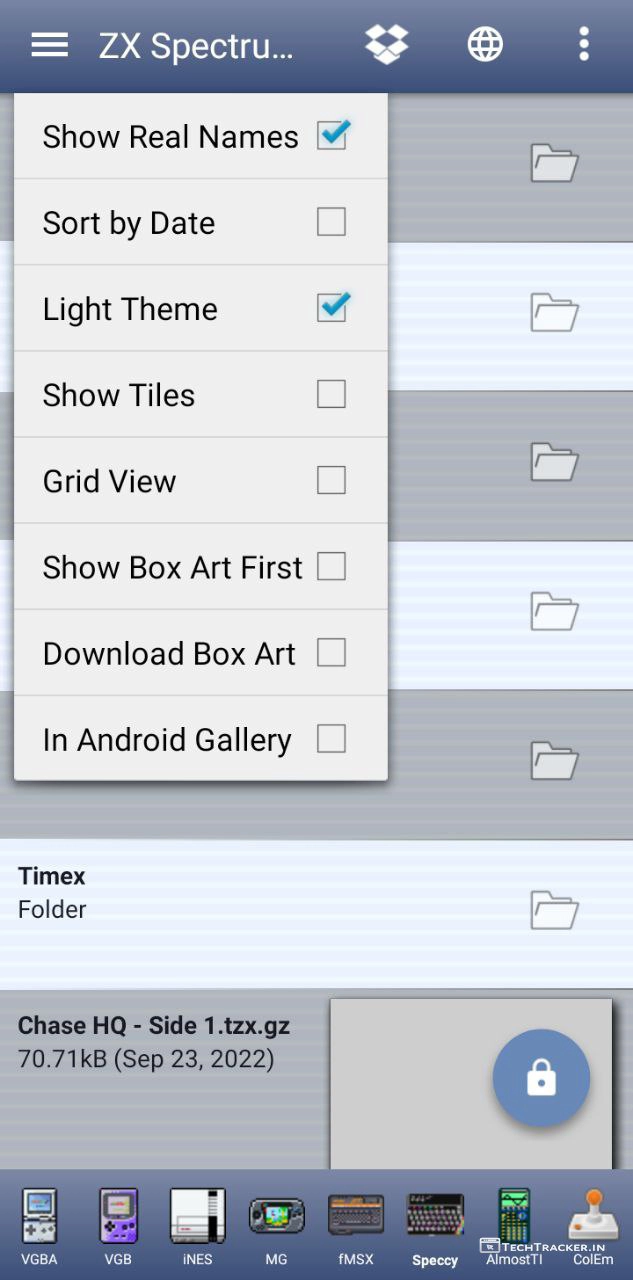 ZX Spectru...
Show Real Names
Sort by Date
Light Theme
Show Tiles
Grid View
Show Box Art First
Download Box Art
In Android Gallery
Timex
Folder
Chase HQ - Side 1.tzx.gz
70.71kB (Sep 23, 2022)
TechTracker.in
VGBA VGB iNES MG fMSX Speccy AlmostTI ColEm